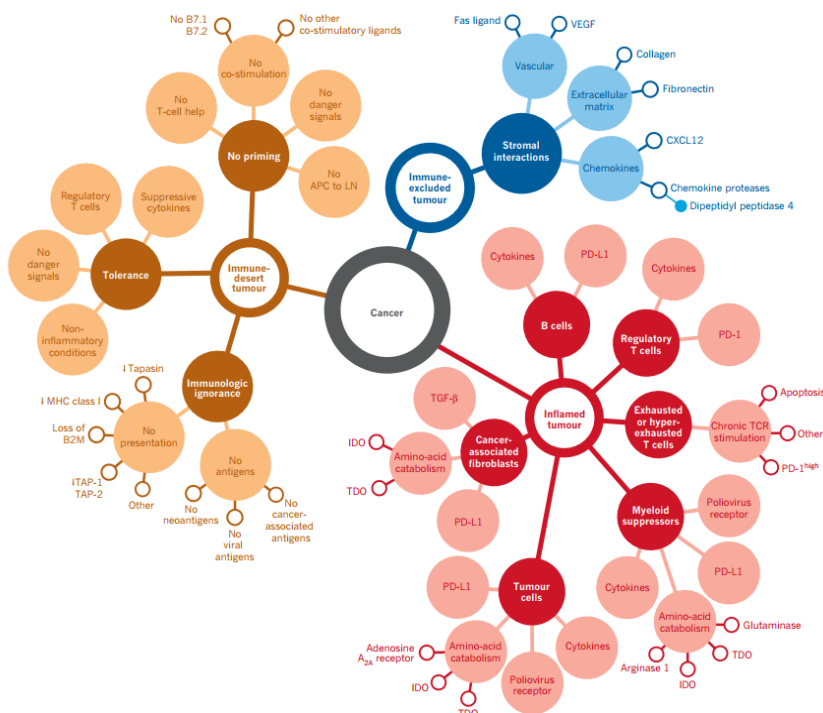 No B7.1
B7.2
No other
co-stimulatory ligands
No
co-stimulation
No
T-cell help
No
danger
signals
No priming
No
APC to LN
Regulatory
T cells
Suppressive
cytokines
No
danger
signals
Tolerance
Non-
inflammatory
conditions
Immune-
desert
tumour
Immunologic
ignorance
↓ Tapasin
↓ MHC class I
Loss of
B2M
↓TAP-1
TAP-2
Other
No
presentation
No
antigens
No
neoantigens
No
viral
antigens
No
cancer-
associated
antigens
Cancer
Immune-
excluded
tumour
Stromal
interactions
Fas ligand
VEGF
Vascular
Collagen
Extracellular
matrix
Fibronectin
CXCL12
Chemokines
Chemokine proteases
Dipeptidyl peptidase 4
Inflamed
tumour
Cytokines
PD-L1
B cells
Cytokines
Regulatory
T cells
PD-1
Exhausted
or hyper-
exhausted
T cells
Chronic TCR
stimulation
Apoptosis
Other
PD-1high
Myeloid
suppressors
Poliovirus
receptor
PD-L1
Cytokines
Amino-acid
catabolism
Glutaminase
TDO
IDO
Arginase 1
TGF-β
Cancer-
associated
fibroblasts
IDO
Amino-acid
catabolism
TDO
PD-L1
Tumour
cells
PD-L1
Adenosine
A2A receptor
Amino-acid
catabolism
IDO
TDO
Poliovirus
receptor
Cytokines